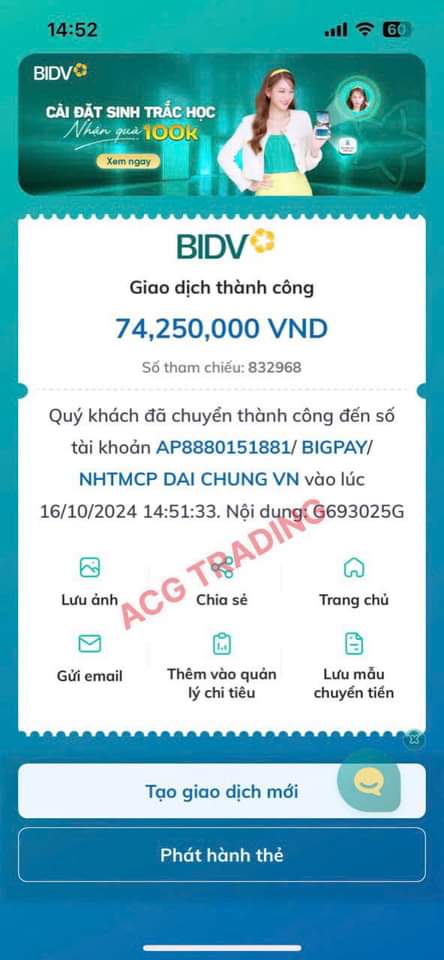 14:52
60
BIDV
CÀI ĐẶT SINH TRẮC HỌC
Nhận quà 100k
Xem ngay
BIDV
Giao dịch thành công
74,250,000 VND
Số tham chiếu: 832968
Quý khách đã chuyển thành công đến số
tài khoản AP8880151881/ BIGPAY/
NHTMCP DAI CHUNG VN vào lúc
16/10/2024 14:51:33. Nội dung: G693025G
ACG TRADING
Lưu ảnh
Chia sẻ
Trang chủ
Gửi email
Thêm vào quản
lý chi tiêu
Lưu mẫu
chuyển tiền
Tạo giao dịch mới
Phát hành thẻ